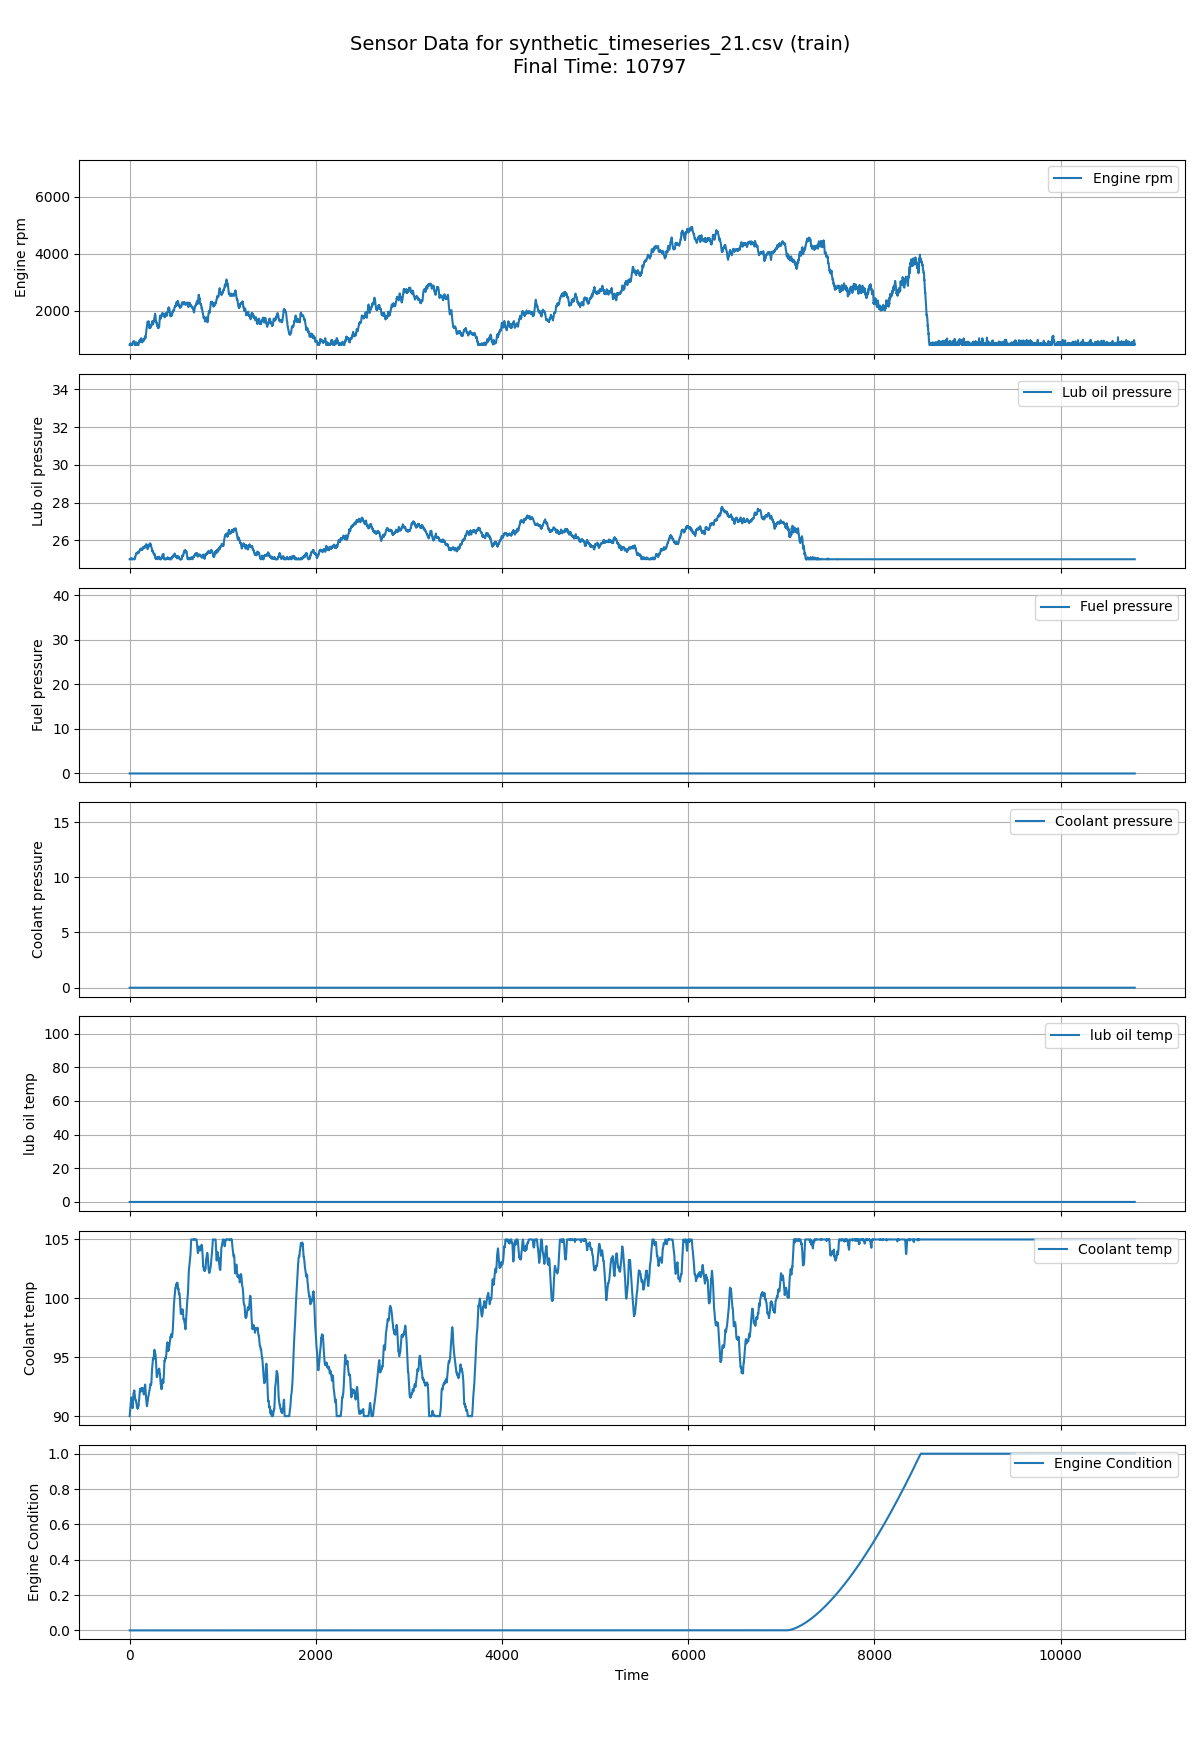 Sensor Data for synthetic_timeseries_21.csv (train)
Final Time: 10797
Engine rpm
6000
4000
2000
Engine rpm
Lub oil pressure
34
32
30
28
26
Lub oil pressure
Fuel pressure
40
30
20
10
0
Fuel pressure
Coolant pressure
15
10
5
0
Coolant pressure
lub oil temp
100
80
60
40
20
0
lub oil temp
Coolant temp
105
100
95
90
Coolant temp
Engine Condition
1.0
0.8
0.6
0.4
0.2
0.0
Engine Condition
0 2000 4000 6000 8000 10000
Time